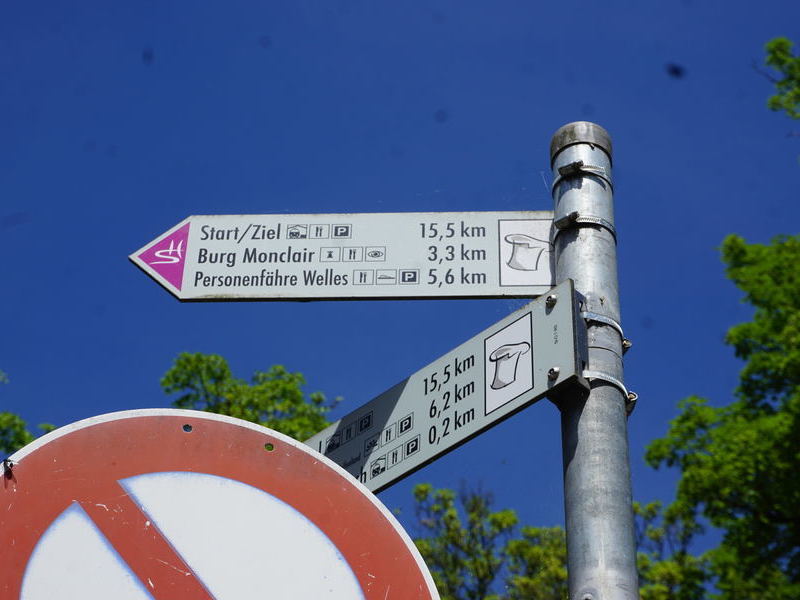 Start/Ziel P 15,5 km
Burg Monclair 3,3 km
Personenfähre Welles P 5,6 km
SH
P 15,5 km
P 6,2 km
h P 0,2 km